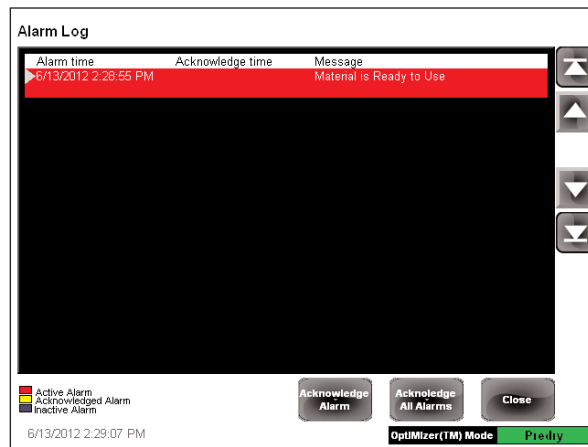 Alarm Log
Alarm time Acknowledge time Message
6/13/2012 2:28:55 PM Material is Ready to Use
Active Alarm
Acknowledged Alarm
Inactive Alarm
Acknowledge
Alarm
Acknoledge
All Alarms
Close
6/13/2012 2:29:07 PM
OptiMizer(TM) Mode Predry